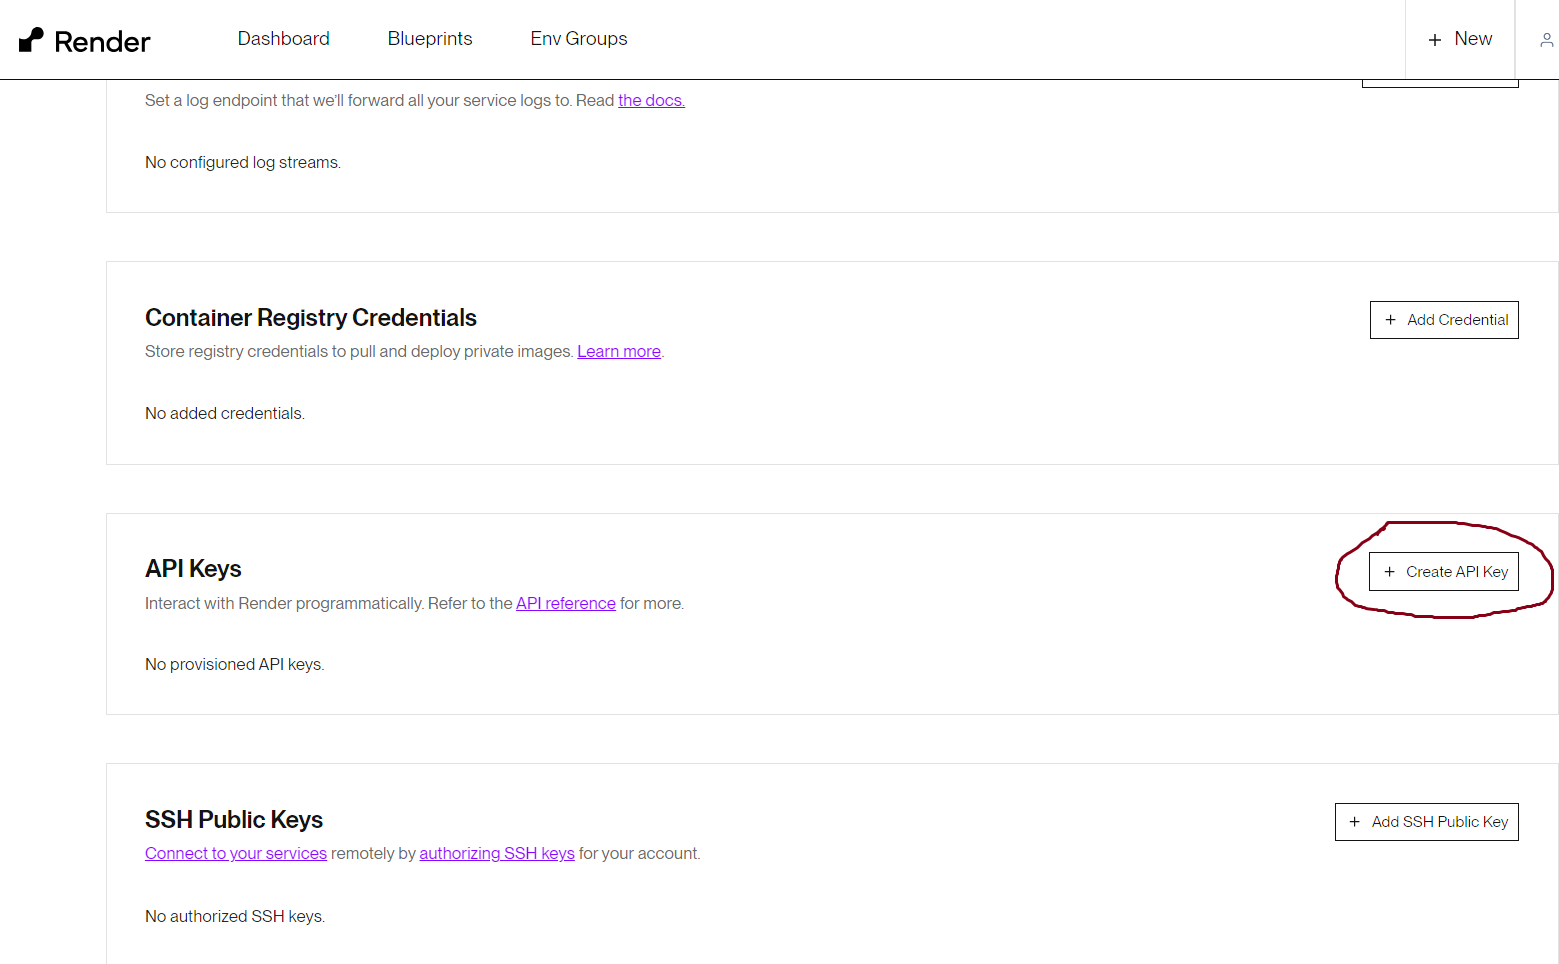 Render
Dashboard
Blueprints
Env Groups
+ New
Set a log endpoint that we'll forward all your service logs to. Read the docs.
No configured log streams.
Container Registry Credentials
+ Add Credential
Store registry credentials to pull and deploy private images. Learn more.
No added credentials.
API Keys
+ Create API Key
Interact with Render programmatically. Refer to the API reference for more.
No provisioned API keys.
SSH Public Keys
+ Add SSH Public Key
Connect to your services remotely by authorizing SSH keys for your account.
No authorized SSH keys.